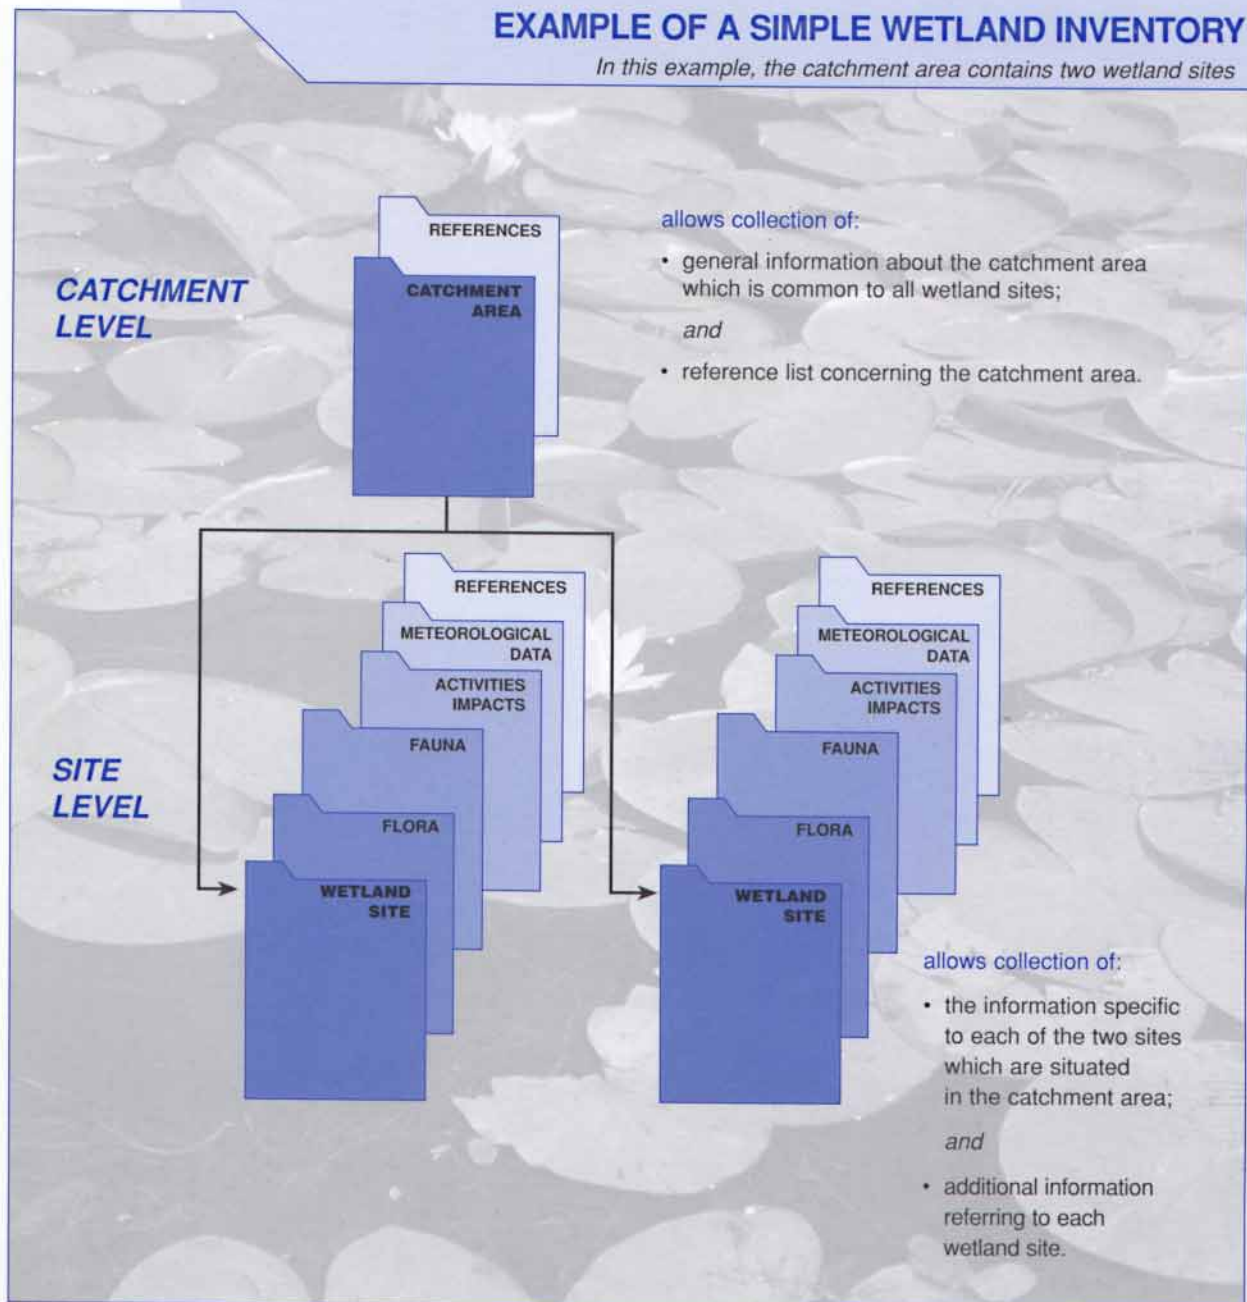 EXAMPLE OF A SIMPLE WETLAND INVENTORY
In this example, the catchment area contains two wetland sites
CATCHMENT
LEVEL
REFERENCES
CATCHMENT
AREA
allows collection of:
• general information about the catchment area
which is common to all wetland sites;
and
• reference list concerning the catchment area.
SITE
LEVEL
REFERENCES
METEOROLOGICAL
DATA
ACTIVITIES
IMPACTS
FAUNA
FLORA
WETLAND
SITE
REFERENCES
METEOROLOGICAL
DATA
ACTIVITIES
IMPACTS
FAUNA
FLORA
WETLAND
SITE
allows collection of:
• the information specific
to each of the two sites
which are situated
in the catchment area;
and
• additional information
referring to each
wetland site.